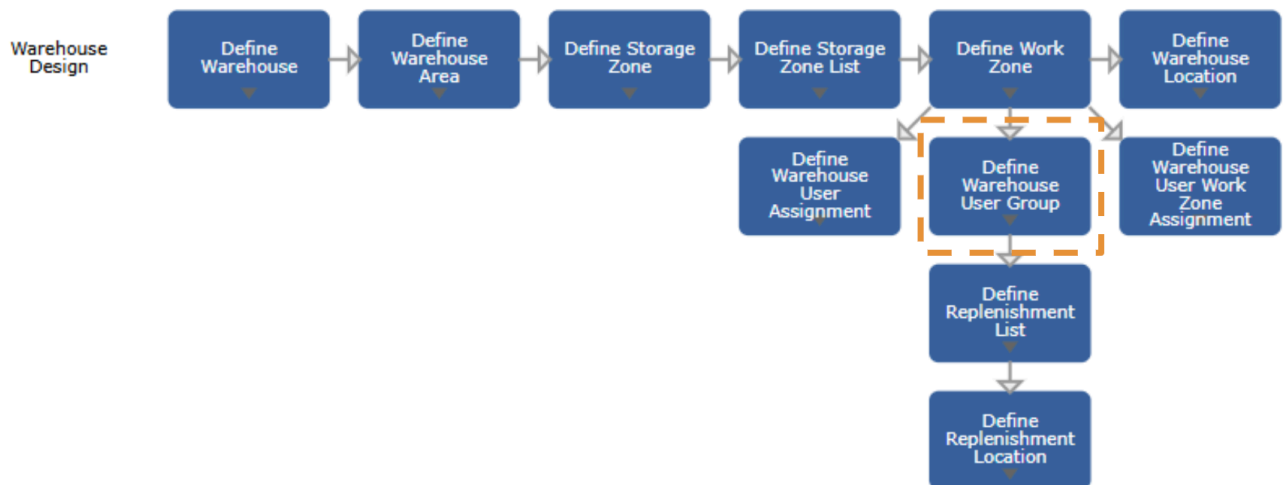 Warehouse
Design
Define
Warehouse
Define
Warehouse
Area
Define Storage
Zone
Define Storage
Zone List
Define Work
Zone
Define
Warehouse
Location
Define
Warehouse
User
Assignment
Define
Warehouse
User Group
Define
Warehouse
User Work
Zone
Assignment
Define
Replenishment
List
Define
Replenishment
Location